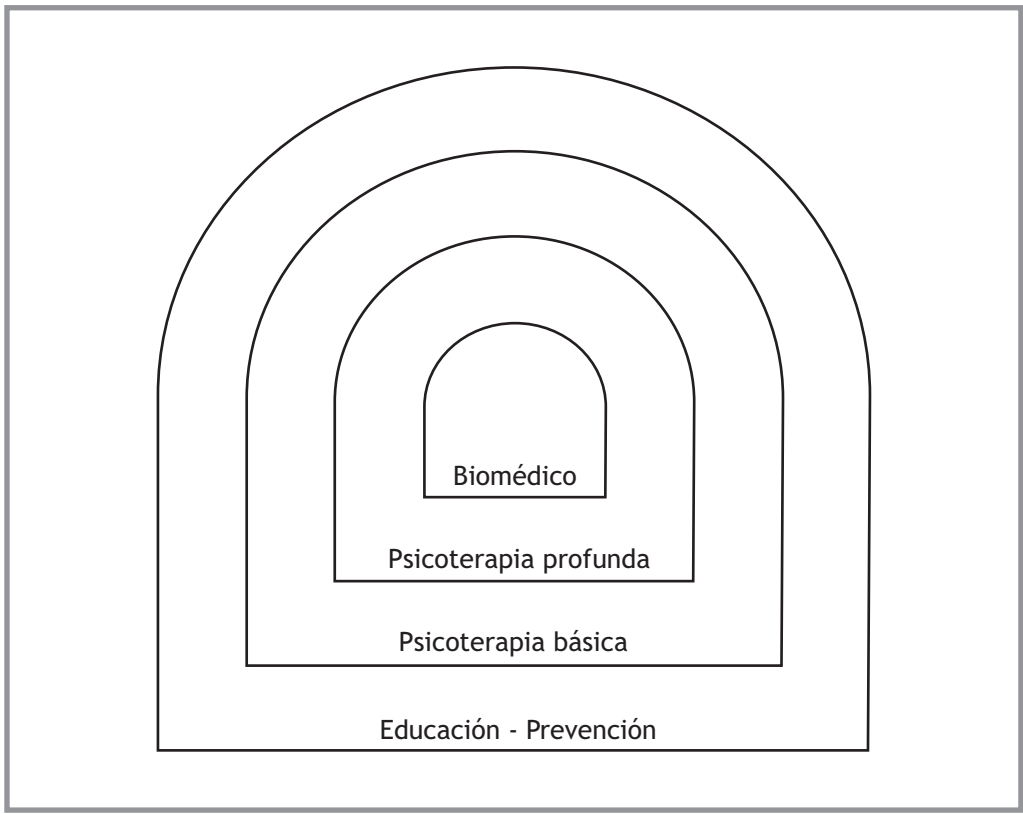 Biomédico
Psicoterapia profunda
Psicoterapia básica
Educación - Prevención